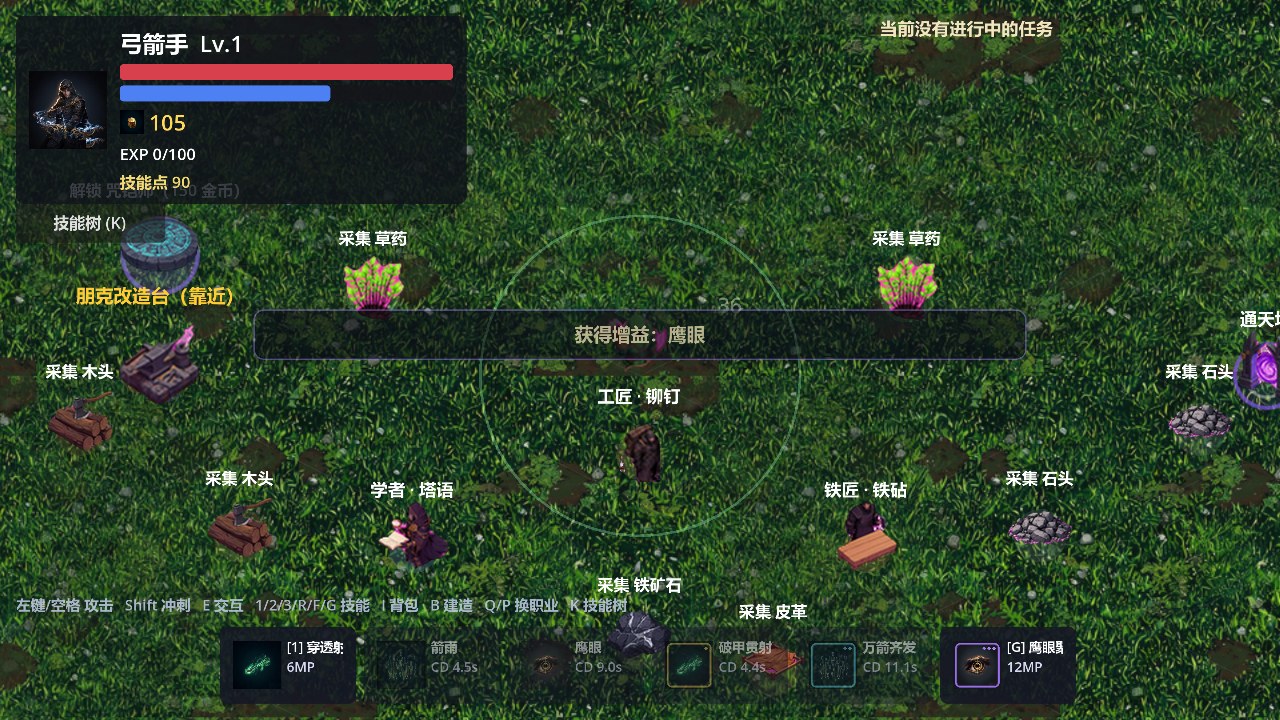 弓箭手 Lv.1
当前没有进行中的任务
105
EXP 0/100
技能点 90
技能树 (K)
采集 草药
采集 草药
朋克改造台（靠近）
36
通天
获得增益：鹰眼
采集 木头
采集 石头
工匠 · 铆钉
采集 木头
学者 · 塔语
铁匠 · 铁砧
采集 石头
采集 铁矿石
左键/空格 攻击 Shift 冲刺 E 交互 1/2/3/R/F/G 技能 I 背包 B 建造 Q/P 换职业 K 技能树
采集 皮革
[1] 穿透
6MP
箭雨
CD 4.5s
鹰眼
CD 9.0s
破甲贯射
CD 4.4s
万箭齐发
CD 11.1s
[G] 鹰眼
12MP